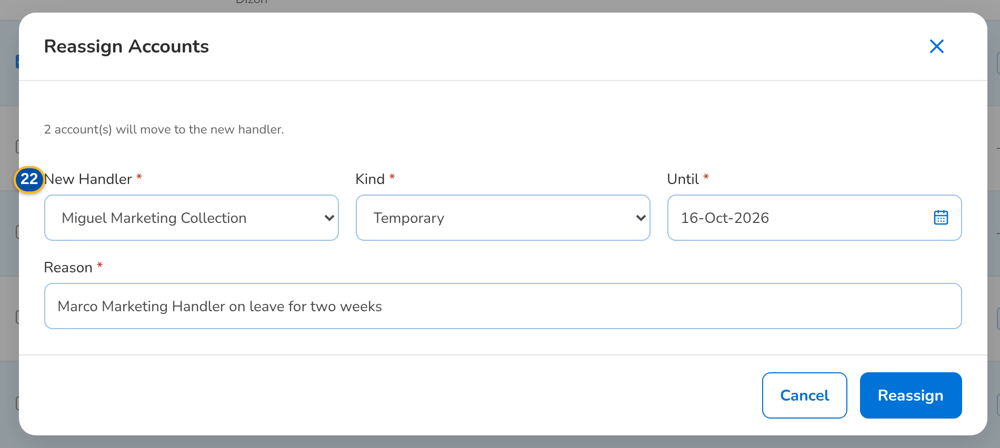 Reassign Accounts
2 account(s) will move to the new handler.
22
New Handler *
Kind *
Until *
Miguel Marketing Collection
Temporary
16-Oct-2026
Reason *
Marco Marketing Handler on leave for two weeks
Cancel
Reassign